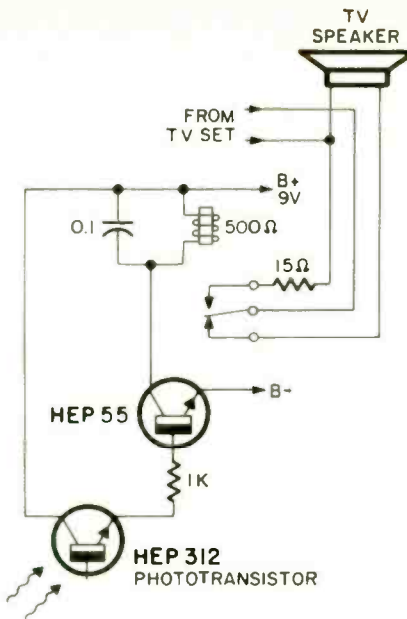 TV
SPEAKER
FROM
TV SET
B+
9V
0.1
500Ω
15Ω
B-
HEP 55
1K
HEP 312
PHOTOTRANSISTOR